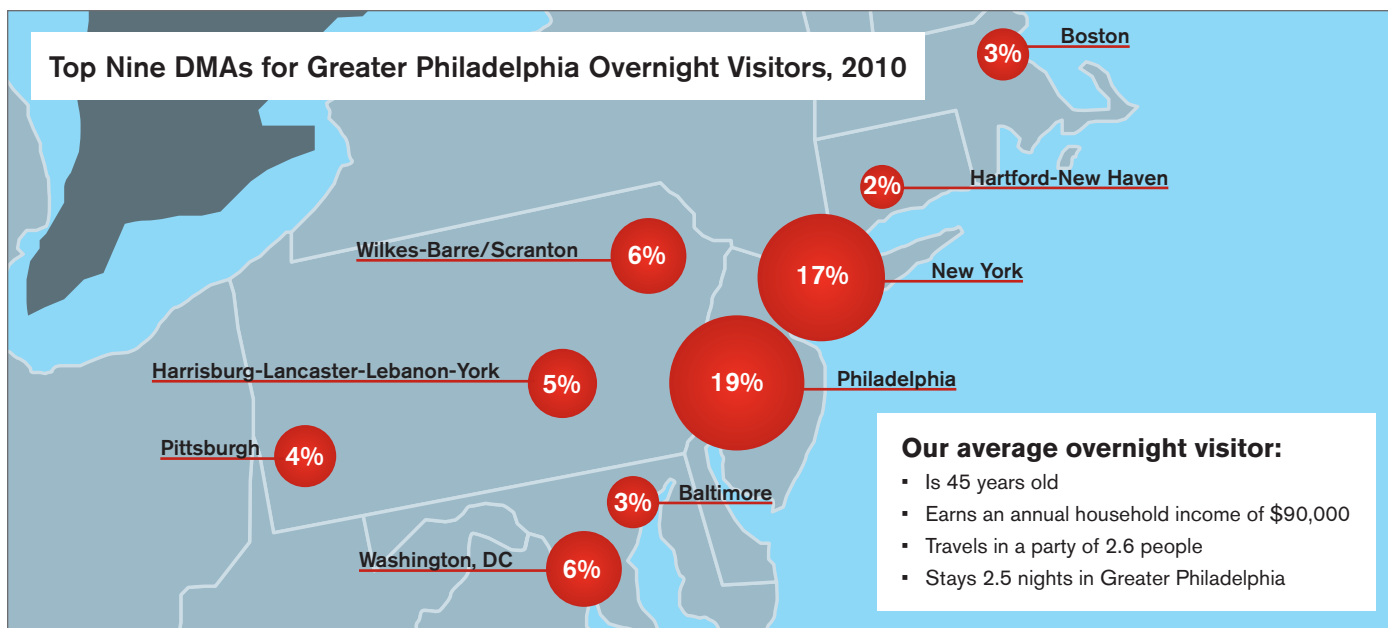 Top Nine DMAs for Greater Philadelphia Overnight Visitors, 2010
3%
Boston
2%
Hartford-New Haven
Wilkes-Barre/Scranton
6%
17%
New York
Harrisburg-Lancaster-Lebanon-York
5%
19%
Philadelphia
Pittsburgh
4%
3%
Baltimore
Washington, DC
6%
Our average overnight visitor:
▪ Is 45 years old
▪ Earns an annual household income of $90,000
▪ Travels in a party of 2.6 people
▪ Stays 2.5 nights in Greater Philadelphia